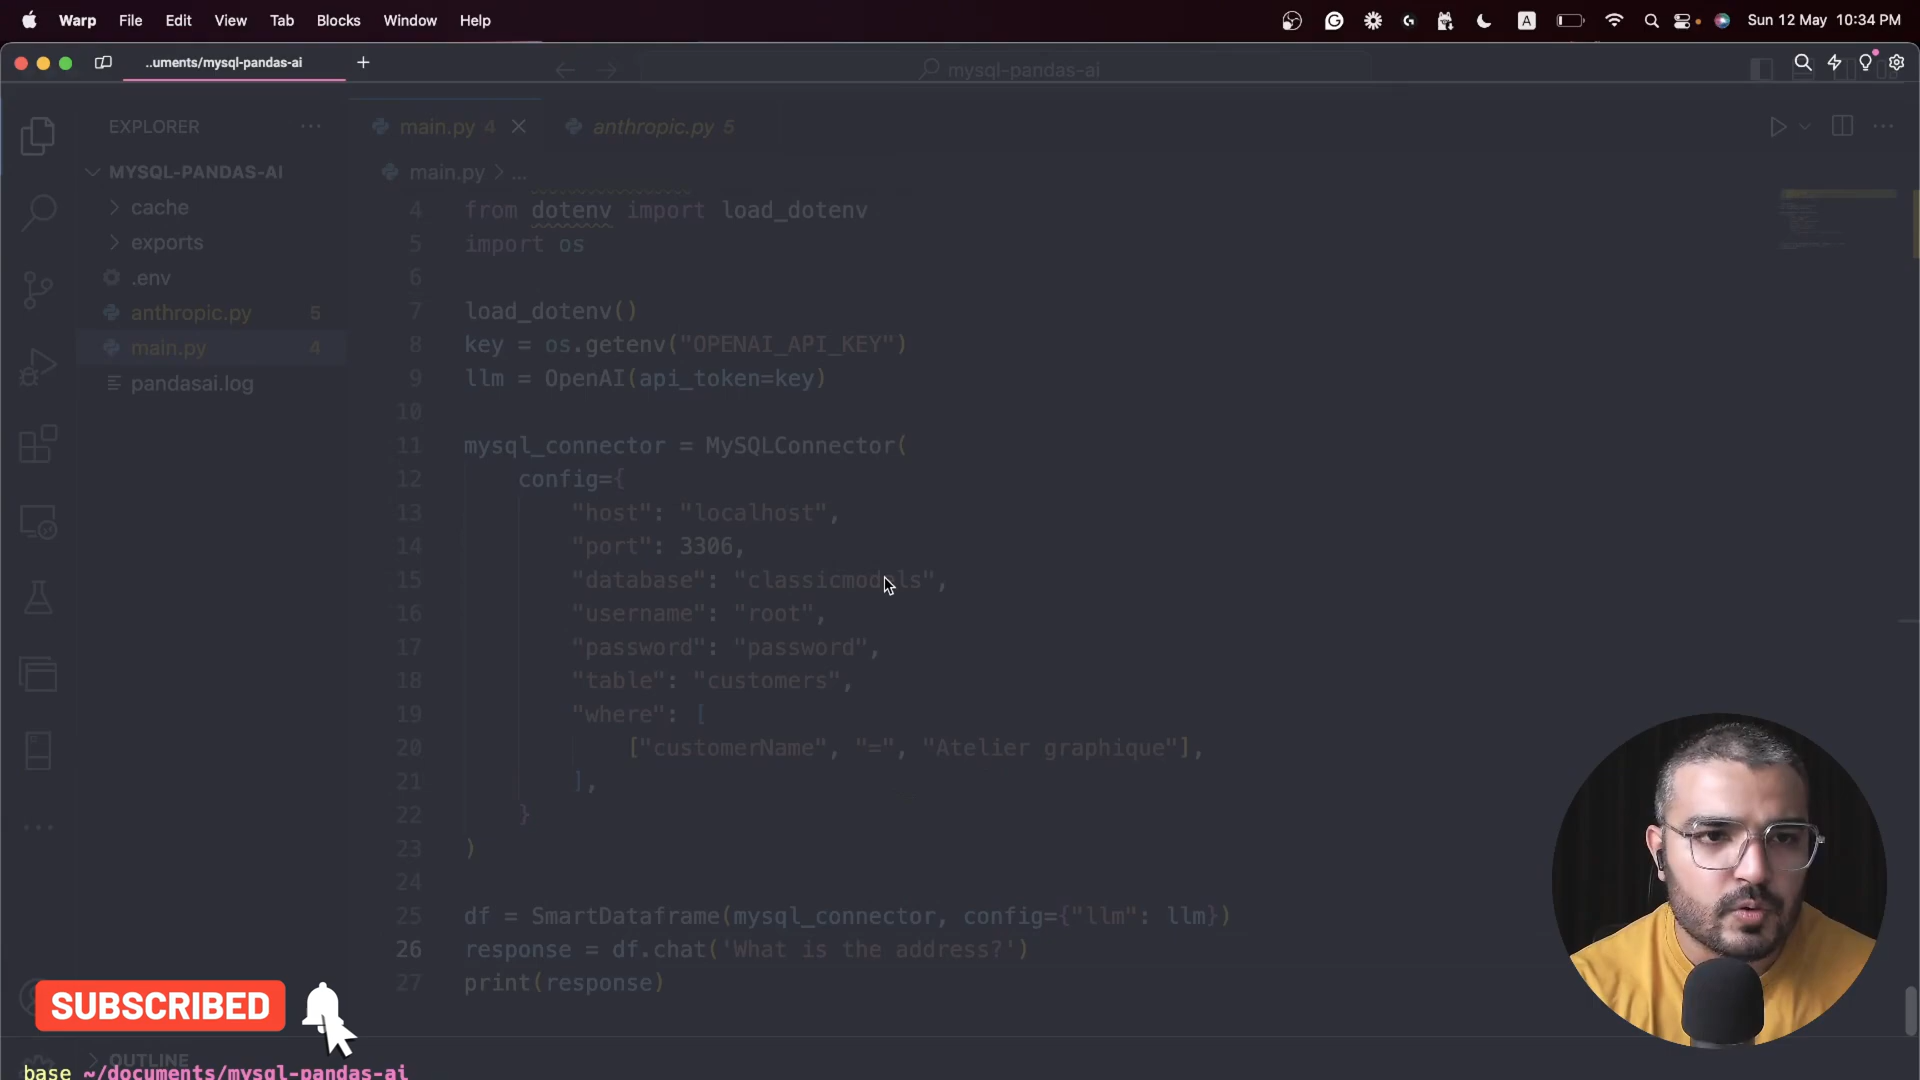 Warp File Edit View Tab Blocks Window Help
A
Sun 12 May 10:34 PM
..uments/mysql-pandas-ai
+
mysql-pandas-ai
EXPLORER
main.py 4
anthropic.py 5
MYSQL-PANDAS-AI
main.py > ...
cache
exports
.env
anthropic.py 5
main.py 4
pandasai.log
4 from dotenv import load_dotenv
5 import os
6
7 load_dotenv()
8 key = os.getenv("OPENAI_API_KEY")
9 llm = OpenAI(api_token=key)
10
11 mysql_connector = MySQLConnector(
12 config={
13 "host": "localhost",
14 "port": 3306,
15 "database": "classicmodels",
16 "username": "root",
17 "password": "password",
18 "table": "customers",
19 "where": [
20 ["customerName", "=", "Atelier graphique"],
21 ],
22 }
23 )
24
25 df = SmartDataframe(mysql_connector, config={"llm": llm})
26 response = df.chat('What is the address?')
27 print(response)
SUBSCRIBED
OUTLINE
base ~/documents/mysql-pandas-ai